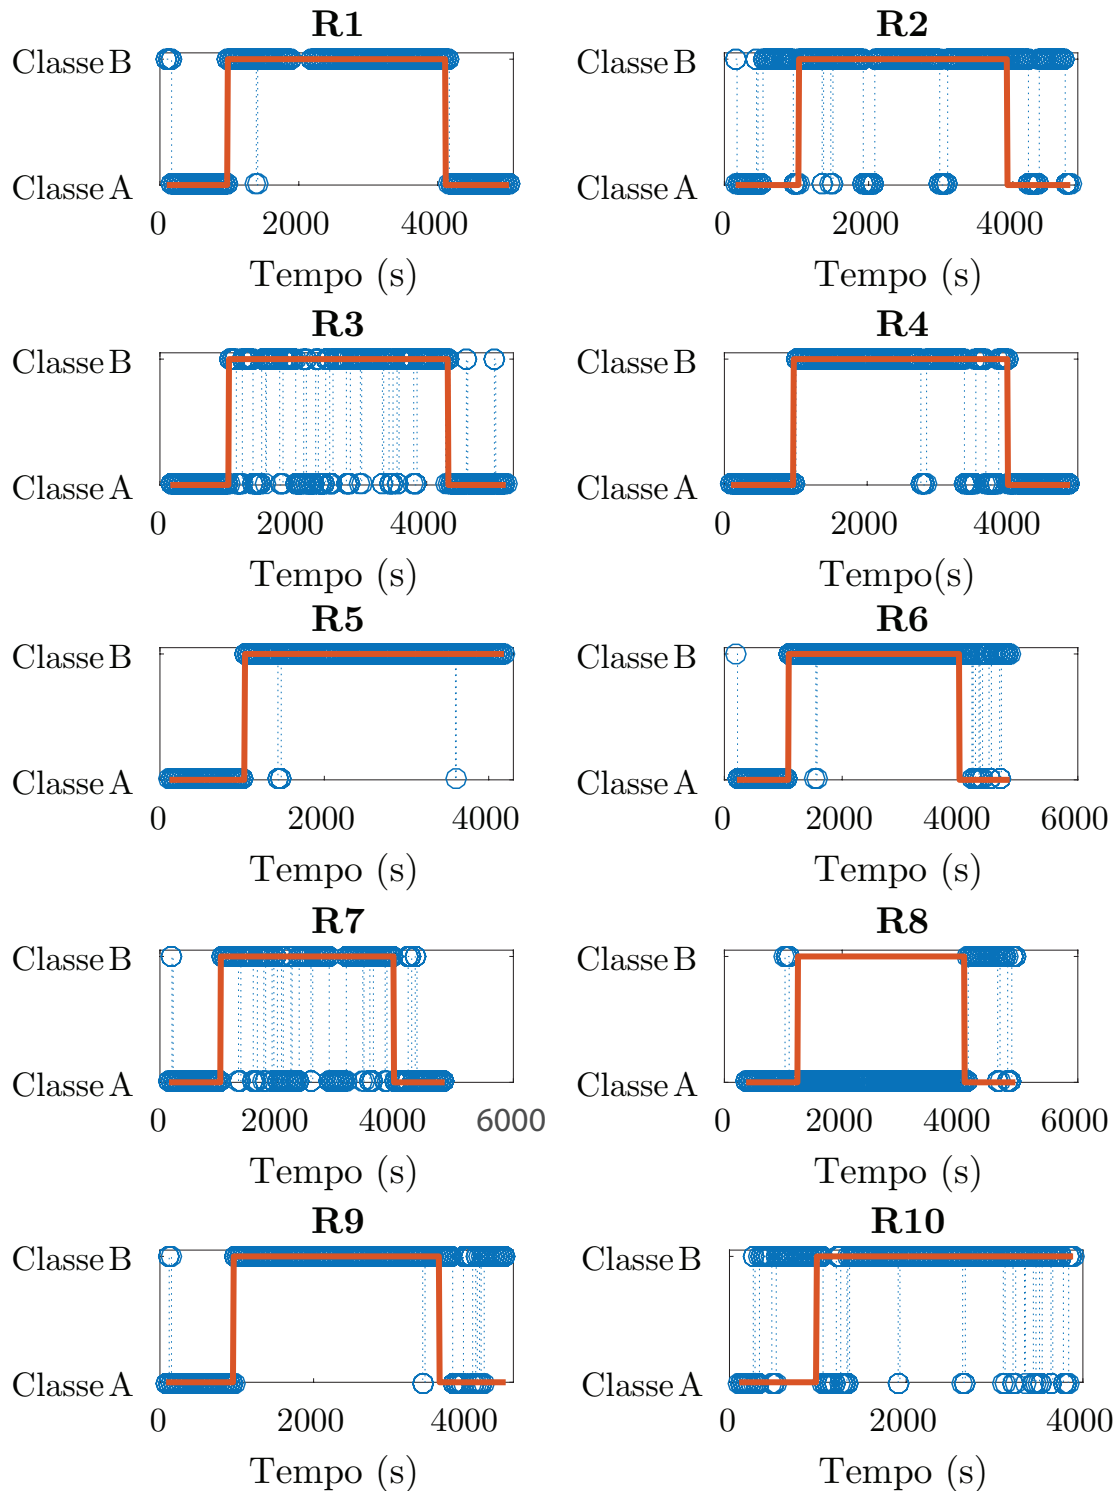 R1
R2
Classe B
Classe A
0
2000
4000
Tempo (s)
Classe B
Classe A
0
2000
4000
Tempo (s)
R3
R4
Classe B
Classe A
0
2000
4000
Tempo (s)
Classe B
Classe A
0
2000
4000
Tempo(s)
R5
R6
Classe B
Classe A
0
2000
4000
Tempo (s)
Classe B
Classe A
0
2000
4000
6000
Tempo (s)
R7
R8
Classe B
Classe A
0
2000
4000
6000
Tempo (s)
Classe B
Classe A
0
2000
4000
6000
Tempo (s)
R9
R10
Classe B
Classe A
0
2000
4000
Tempo (s)
Classe B
Classe A
0
2000
4000
Tempo (s)